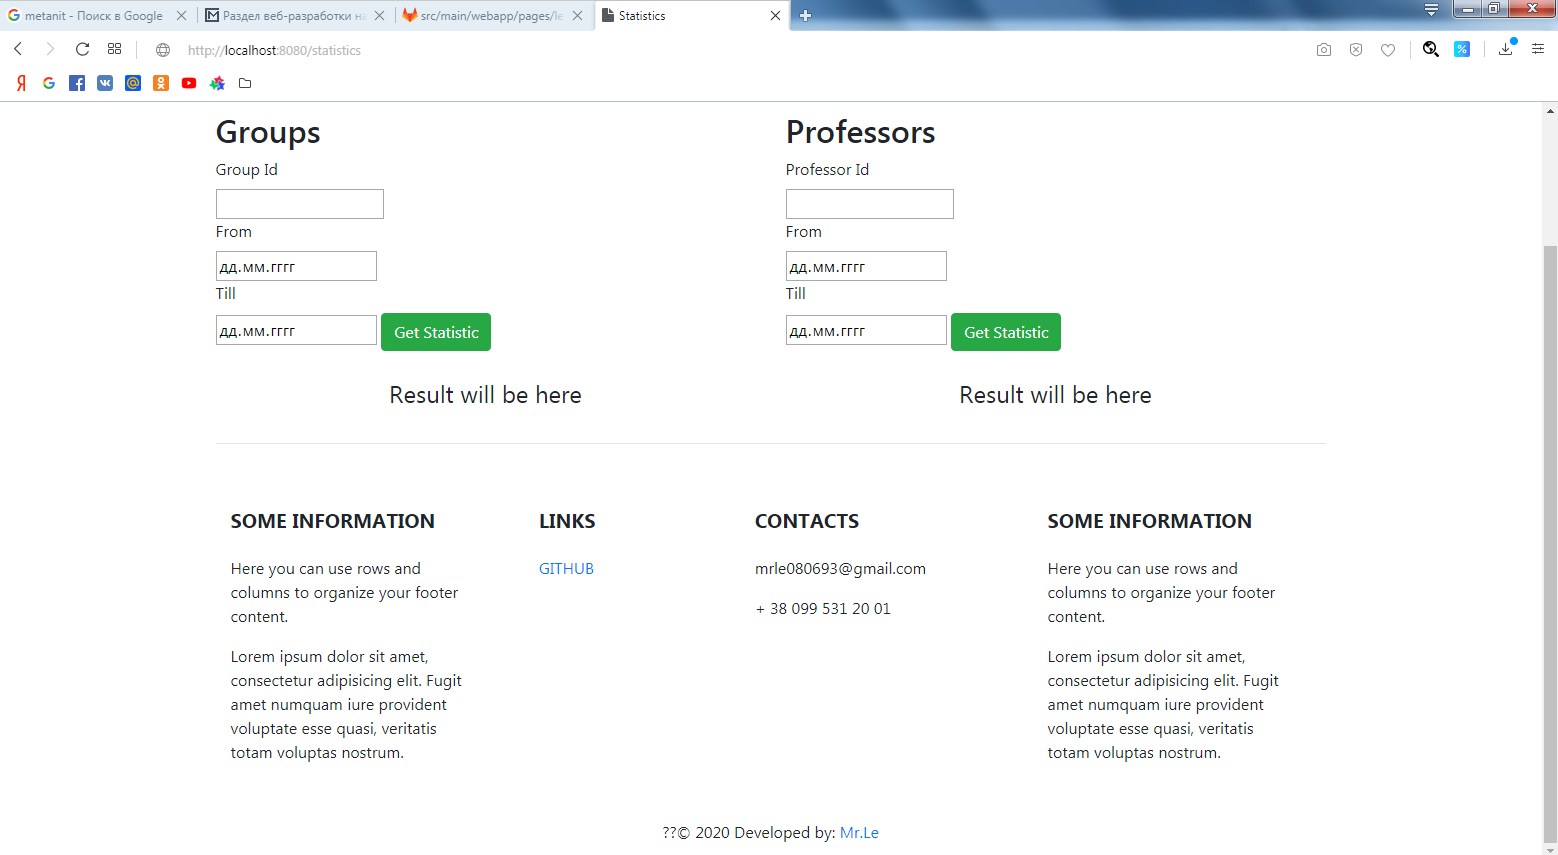 metanit - Поиск в Google
Раздел веб-разработки на
src/main/webapp/pages/le
Statistics
http://localhost:8080/statistics
Groups
Group Id
From
дд.мм.гггг
Till
дд.мм.гггг Get Statistic
Result will be here
Professors
Professor Id
From
дд.мм.гггг
Till
дд.мм.гггг Get Statistic
Result will be here
SOME INFORMATION
Here you can use rows and
columns to organize your footer
content.
Lorem ipsum dolor sit amet,
consectetur adipisicing elit. Fugit
amet numquam iure provident
voluptate esse quasi, veritatis
totam voluptas nostrum.
LINKS
GITHUB
CONTACTS
mrle080693@gmail.com
+ 38 099 531 20 01
SOME INFORMATION
Here you can use rows and
columns to organize your footer
content.
Lorem ipsum dolor sit amet,
consectetur adipisicing elit. Fugit
amet numquam iure provident
voluptate esse quasi, veritatis
totam voluptas nostrum.
??© 2020 Developed by: Mr.Le